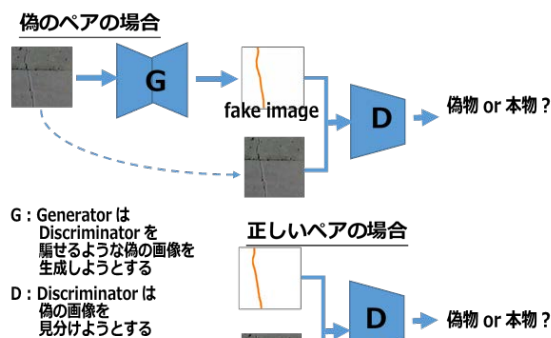 偽のペアの場合
G
fake image
D
偽物 or 本物？
G：Generator は
Discriminator を
騙せるような偽の画像を
生成しようとする
D：Discriminator は
偽の画像を
見分けようとする
正しいペアの場合
D
偽物 or 本物？